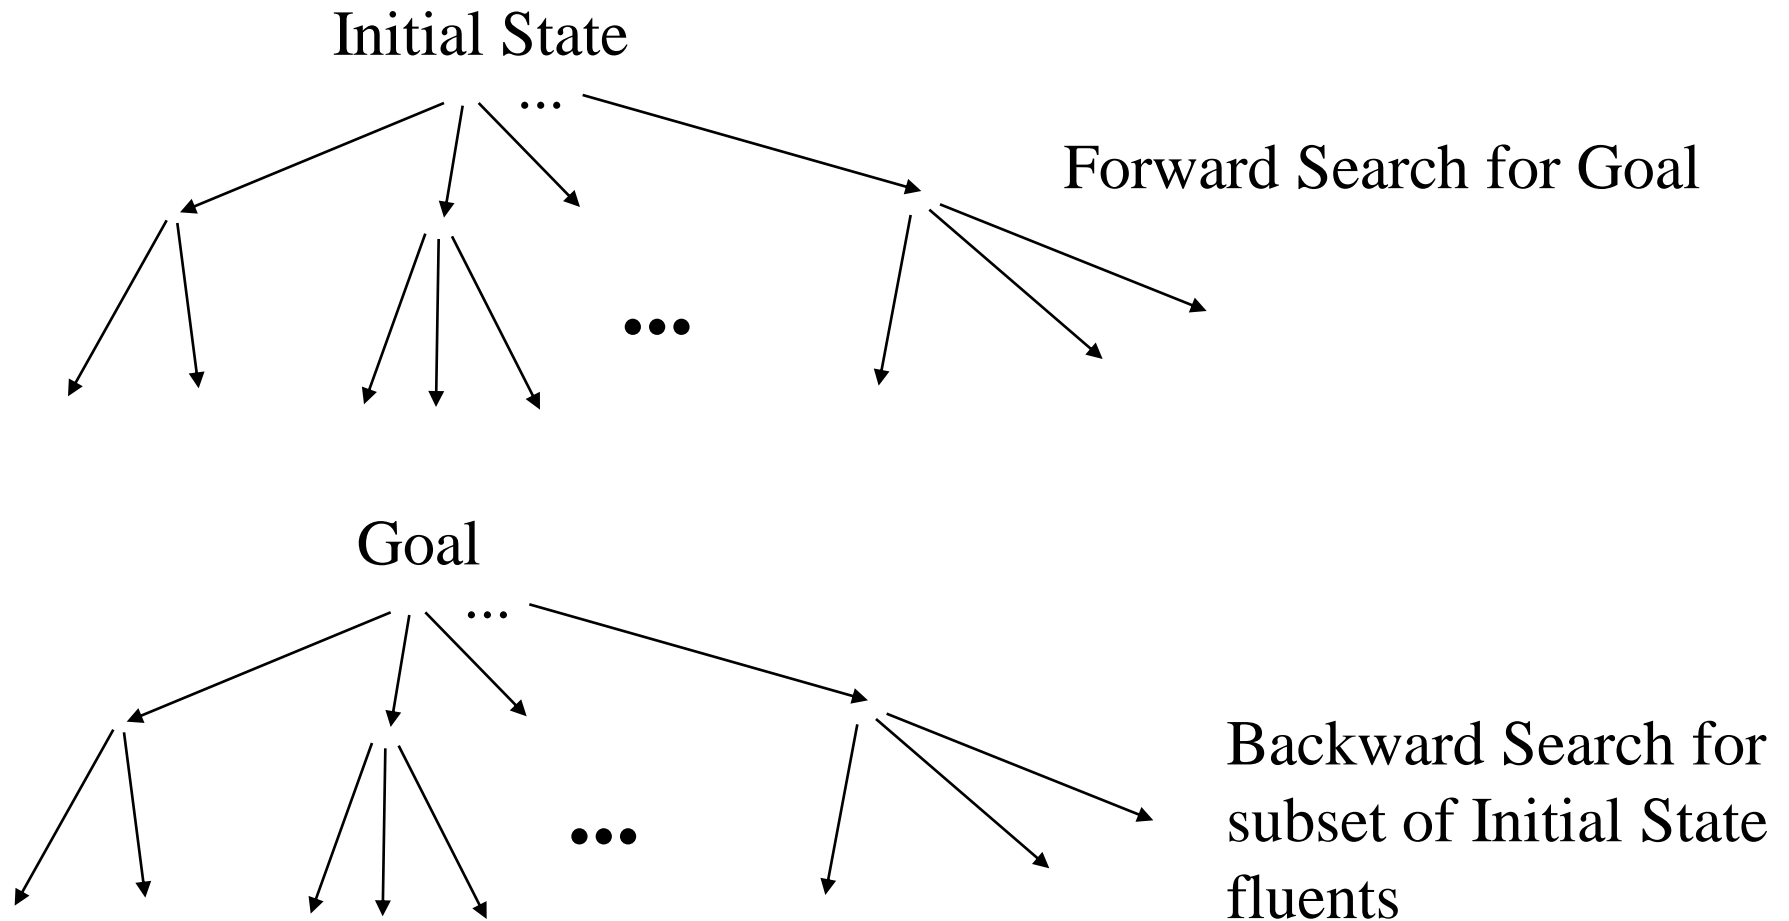 Initial State
...
Forward Search for Goal
...
Goal
...
Backward Search for
subset of Initial State
fluents
...